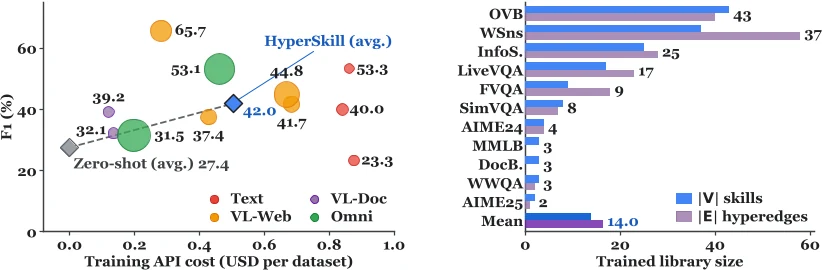 60
40
20
0
F1 (%)
65.7
HyperSkill (avg.)
53.1
44.8
53.3
39.2
42.0
40.0
32.1
31.5
37.4
41.7
Zero-shot (avg.) 27.4
23.3
Text
VL-Doc
VL-Web
Omni
0.0 0.2 0.4 0.6 0.8 1.0
Training API cost (USD per dataset)
OVB 43
WSns 37
InfoS. 25
LiveVQA 17
FVQA 9
SimVQA 8
AIME24 4
MMLB 3
DocB. 3
WWQA 3
AIME25 2
Mean 14.0
|V| skills
|E| hyperedges
0 20 40 60
Trained library size